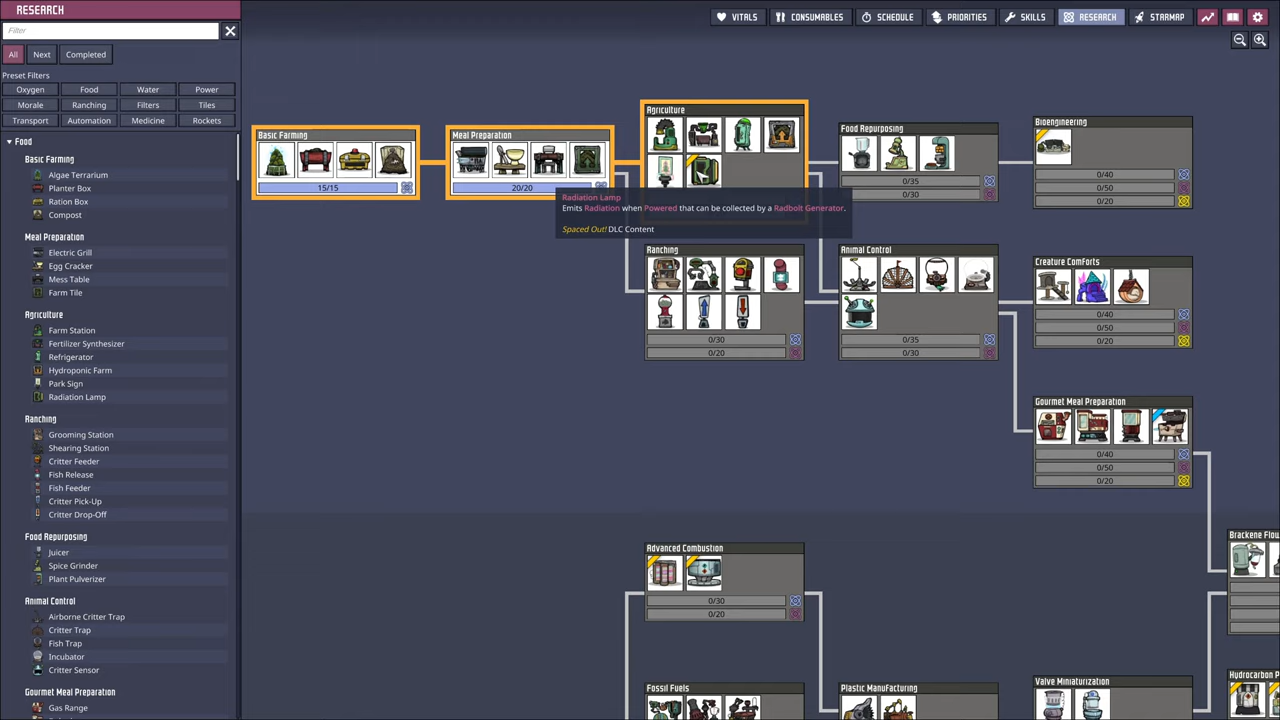 RESEARCH
VITALS
CONSUMABLES
SCHEDULE
PRIORITIES
SKILLS
RESEARCH
STARMAP
Filter
All
Next
Completed
Preset Filters
Oxygen
Food
Water
Power
Morale
Ranching
Filters
Tiles
Transport
Automation
Medicine
Rockets
Food
Basic Farming
Algae Terrarium
Planter Box
Ration Box
Compost
Meal Preparation
Electric Grill
Egg Cracker
Mess Table
Farm Tile
Agriculture
Farm Station
Fertilizer Synthesizer
Refrigerator
Hydroponic Farm
Park Sign
Radiation Lamp
Ranching
Grooming Station
Shearing Station
Critter Feeder
Fish Release
Fish Feeder
Critter Pick-Up
Critter Drop-Off
Food Repurposing
Juicer
Spice Grinder
Plant Pulverizer
Animal Control
Airborne Critter Trap
Critter Trap
Fish Trap
Incubator
Critter Sensor
Gourmet Meal Preparation
Gas Range
Basic Farming
15/15
Meal Preparation
20/20
Agriculture
Radiation Lamp
Emits Radiation when Powered that can be collected by a Radbolt Generator.
Spaced Out! DLC Content
Food Repurposing
0/35
0/30
Bioengineering
0/40
0/50
0/20
Ranching
0/30
0/20
Animal Control
0/35
0/30
Creature Comforts
0/40
0/50
0/20
Gourmet Meal Preparation
0/40
0/50
0/20
Advanced Combustion
0/30
0/20
Brackene Flow
Fossil Fuels
Plastic Manufacturing
Valve Miniaturization
Hydrocarbon P